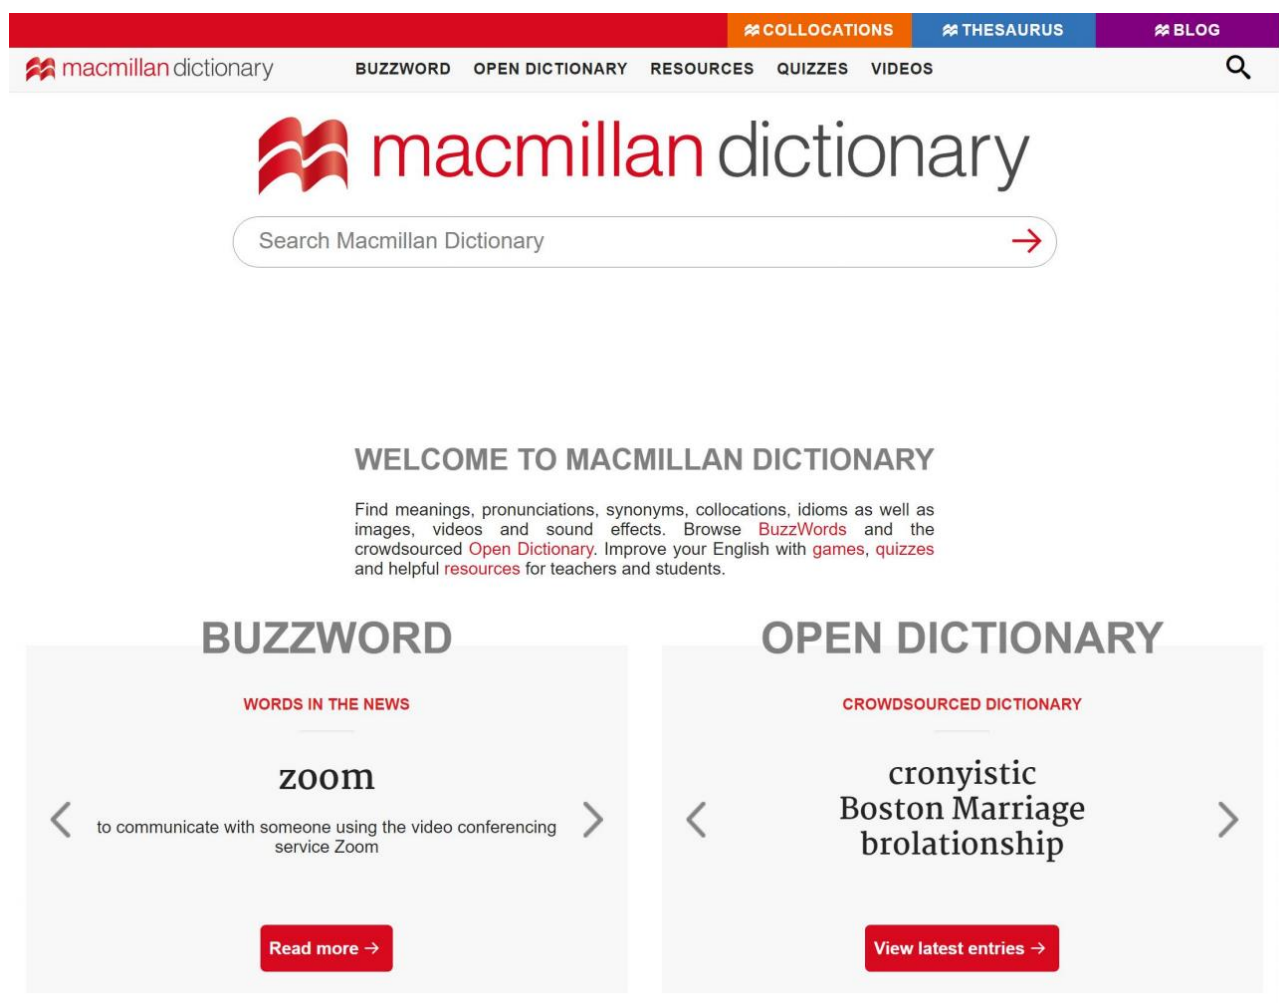 COLLOCATIONS THESAURUS BLOG
macmillan dictionary BUZZWORD OPEN DICTIONARY RESOURCES QUIZZES VIDEOS
macmillan dictionary
Search Macmillan Dictionary
WELCOME TO MACMILLAN DICTIONARY
Find meanings, pronunciations, synonyms, collocations, idioms as well as
images, videos and sound effects. Browse BuzzWords and the
crowdsourced Open Dictionary. Improve your English with games, quizzes
and helpful resources for teachers and students.
BUZZWORD
WORDS IN THE NEWS
zoom
to communicate with someone using the video conferencing
service Zoom
Read more →
OPEN DICTIONARY
CROWDSOURCED DICTIONARY
cronyistic
Boston Marriage
brolationship
View latest entries →